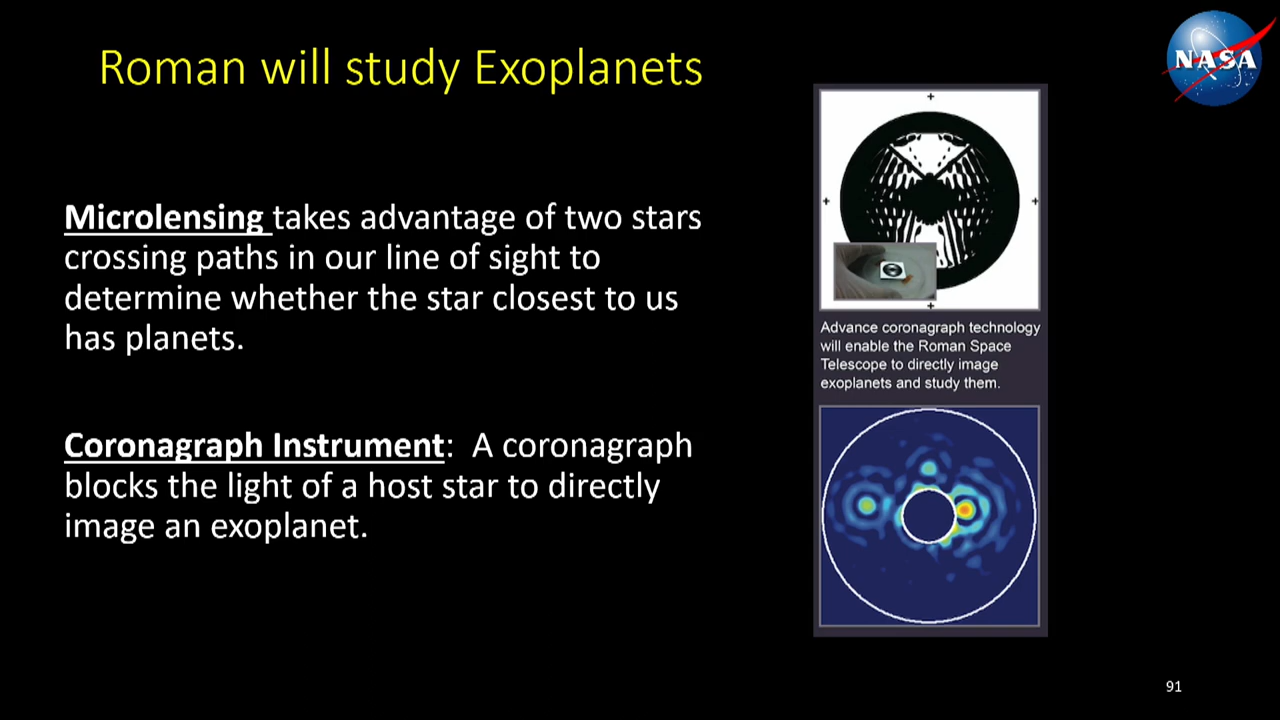 Roman will study Exoplanets
NASA
Microlensing takes advantage of two stars
crossing paths in our line of sight to
determine whether the star closest to us
has planets.
Coronagraph Instrument:  A coronagraph
blocks the light of a host star to directly
image an exoplanet.
Advance coronagraph technology
will enable the Roman Space
Telescope to directly image
exoplanets and study them.
91